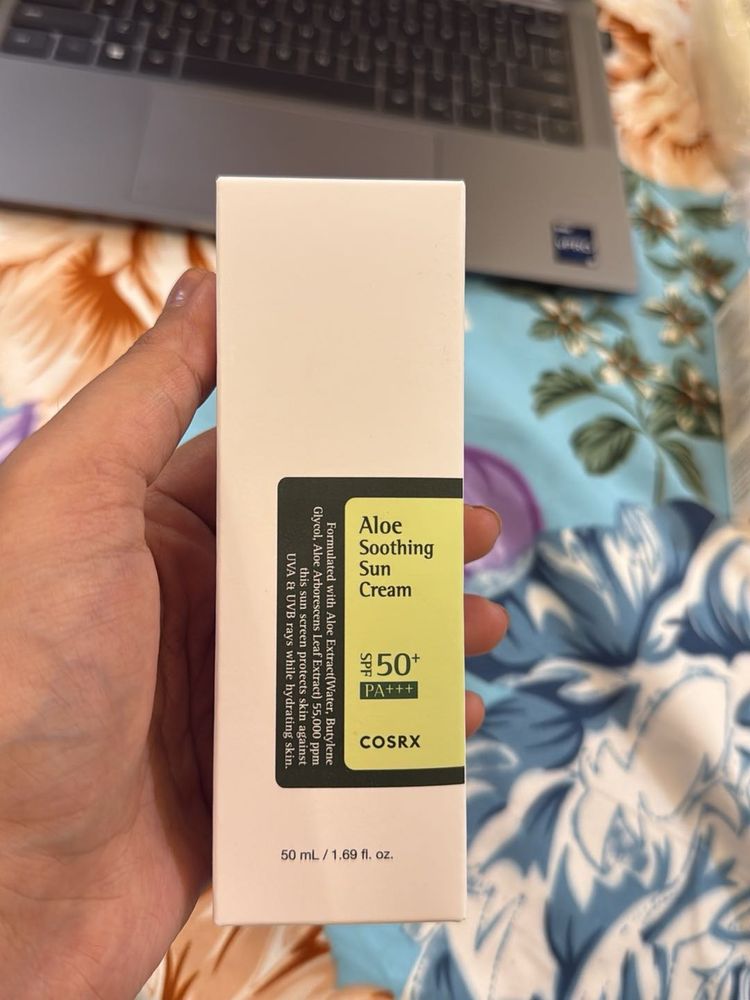 Aloe
Soothing
Sun
Cream
SPF 50+
PA+++
COSRX
Formulated with Aloe Extract(Water, Butylene
Glycol, Aloe Arborescens Leaf Extract) 55,000 ppm
this sun screen protects skin against
UVA & UVB rays while hydrating skin.
50 mL / 1.69 fl. oz.